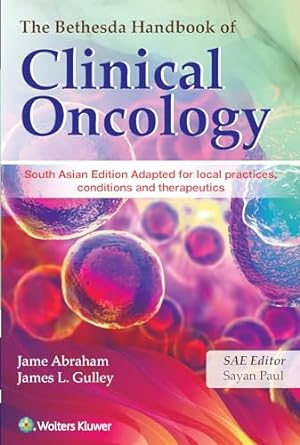 The Bethesda Handbook of
Clinical
Oncology
South Asian Edition Adapted for local practices,
conditions and therapeutics
Jame Abraham
James L. Gulley
SAE Editor
Sayan Paul
Wolters Kluwer